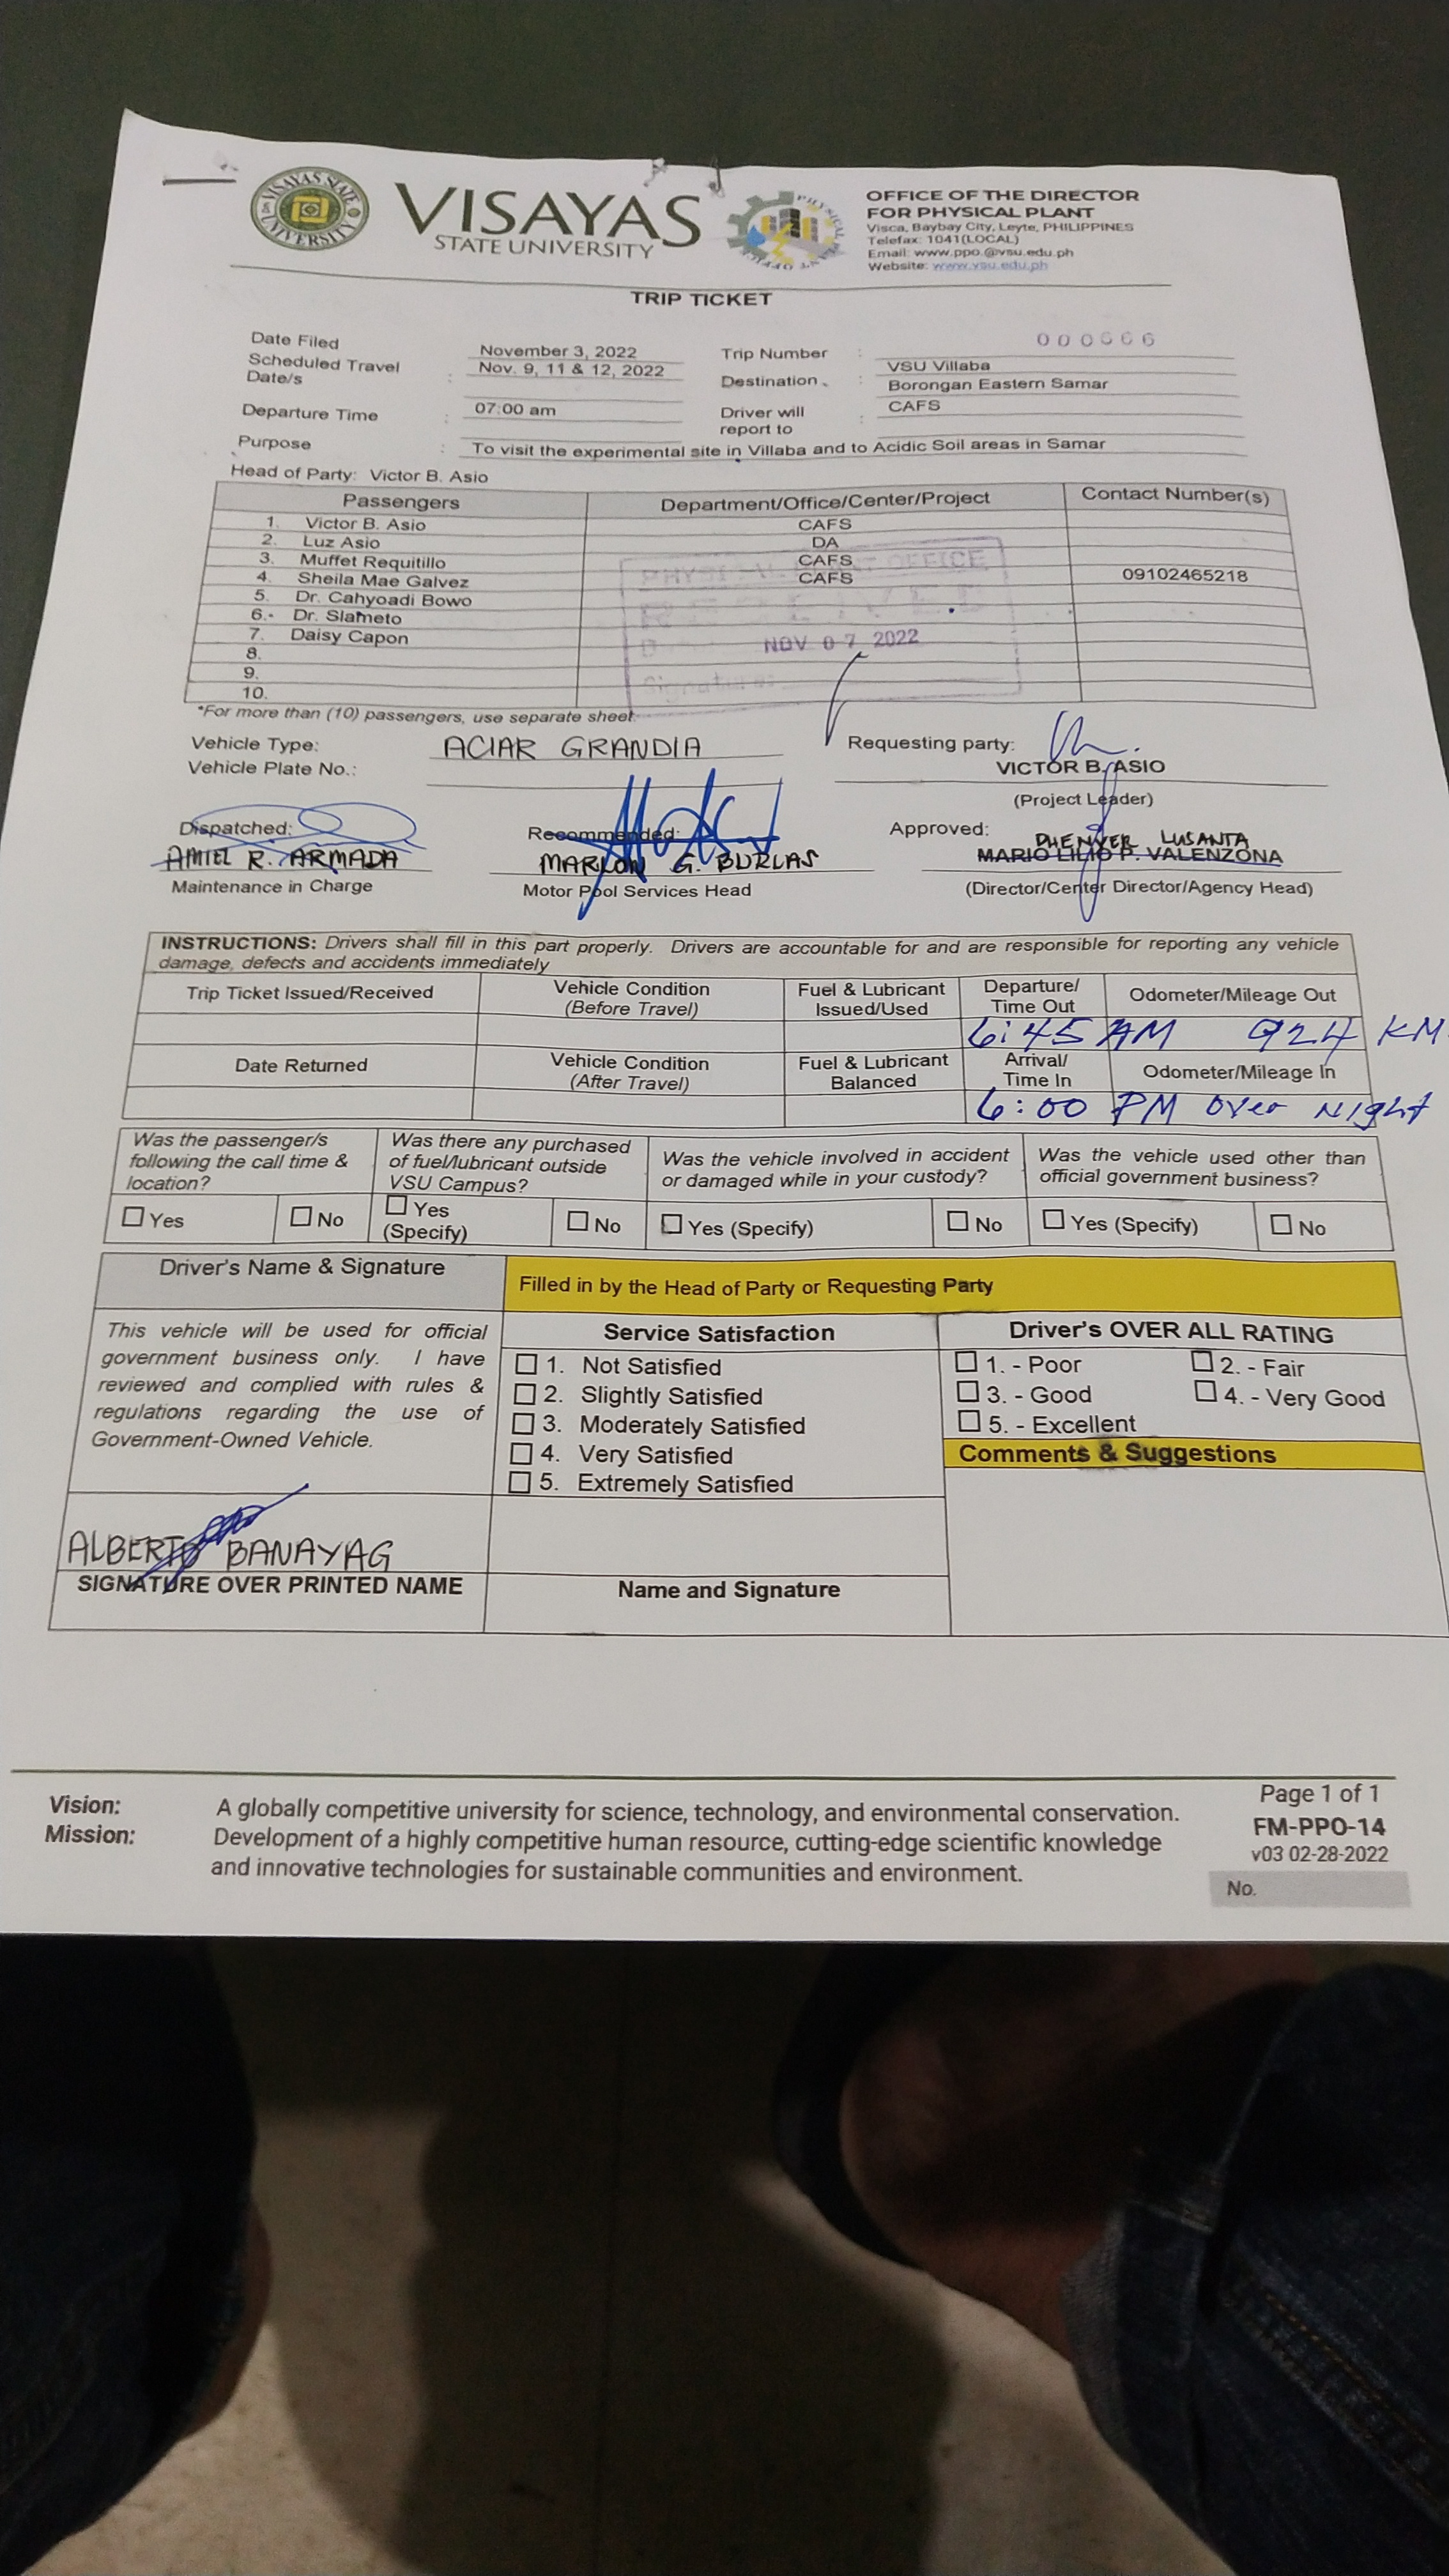 VISAYAS STATE UNIVERSITY
VISAYAS
STATE UNIVERSITY
OFFICE OF THE DIRECTOR
FOR PHYSICAL PLANT
Visca, Baybay City, Leyte, PHILIPPINES
Telefax: 1041(LOCAL)
Email: www.ppo.@vsu.edu.ph
Website: www.vsu.edu.ph
TRIP TICKET
Date Filed November 3, 2022 Trip Number : 000666
Scheduled Travel Date/s : Nov. 9, 11 & 12, 2022 Destination : VSU Villaba
Borongan Eastern Samar
Departure Time : 07:00 am Driver will report to : CAFS
Purpose : To visit the experimental site in Villaba and to Acidic Soil areas in Samar
Head of Party: Victor B. Asio
Passengers Department/Office/Center/Project Contact Number(s)
1. Victor B. Asio CAFS
2. Luz Asio DA
3. Muffet Requitillo CAFS
4. Sheila Mae Galvez CAFS 09102465218
5. Dr. Cahyoadi Bowo
6. Dr. Slameto
7. Daisy Capon
8.
9.
10.
NOV 07 2022
Signature:
*For more than (10) passengers, use separate sheet
Vehicle Type: ACIAR GRANDIA Requesting party:
Vehicle Plate No.: VICTOR B. ASIO
(Project Leader)
Dispatched: Recommended: Approved:
PHENYER LUSANTA
AMIEL R. ARMADA MARLON G. BURLAS MARIO LILIO P. VALENZONA
Maintenance in Charge Motor Pool Services Head (Director/Center Director/Agency Head)
INSTRUCTIONS: Drivers shall fill in this part properly. Drivers are accountable for and are responsible for reporting any vehicle
damage, defects and accidents immediately
Trip Ticket Issued/Received Vehicle Condition (Before Travel) Fuel & Lubricant Issued/Used Departure/ Time Out Odometer/Mileage Out
6:45 AM 924 KM
Date Returned Vehicle Condition (After Travel) Fuel & Lubricant Balanced Arrival/ Time In Odometer/Mileage In
6:00 PM Over Night
Was the passenger/s following the call time & location? Was there any purchased of fuel/lubricant outside VSU Campus? Was the vehicle involved in accident or damaged while in your custody? Was the vehicle used other than official government business?
Yes No Yes (Specify) No Yes (Specify) No Yes (Specify) No
Driver's Name & Signature Filled in by the Head of Party or Requesting Party
This vehicle will be used for official
government business only. I have
reviewed and complied with rules &
regulations regarding the use of
Government-Owned Vehicle.
Service Satisfaction
1. Not Satisfied
2. Slightly Satisfied
3. Moderately Satisfied
4. Very Satisfied
5. Extremely Satisfied
Driver's OVER ALL RATING
1. - Poor 2. - Fair
3. - Good 4. - Very Good
5. - Excellent
Comments & Suggestions
ALBERTO BANAYAG
SIGNATURE OVER PRINTED NAME Name and Signature
Vision: A globally competitive university for science, technology, and environmental conservation.
Mission: Development of a highly competitive human resource, cutting-edge scientific knowledge
and innovative technologies for sustainable communities and environment.
Page 1 of 1
FM-PPO-14
v03 02-28-2022
No.